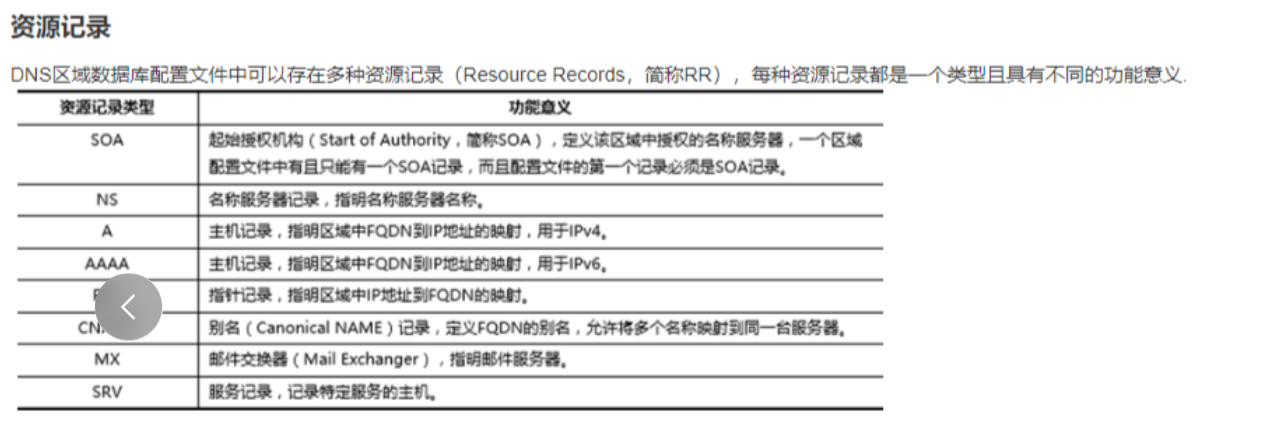 资源记录
DNS区域数据库配置文件中可以存在多种资源记录（Resource Records，简称RR），每种资源记录都是一个类型且具有不同的功能意义.
资源记录类型 功能意义
SOA 起始授权机构（Start of Authority，简称SOA），定义该区域中授权的名称服务器，一个区域
配置文件中有且只能有一个SOA记录，而且配置文件的第一个记录必须是SOA记录。
NS 名称服务器记录，指明名称服务器名称。
A 主机记录，指明区域中FQDN到IP地址的映射，用于IPv4。
AAAA 主机记录，指明区域中FQDN到IP地址的映射，用于IPv6。
指针记录，指明区域中IP地址到FQDN的映射。
别名（Canonical NAME）记录，定义FQDN的别名，允许将多个名称映射到同一台服务器。
MX 邮件交换器（Mail Exchanger），指明邮件服务器。
SRV 服务记录，记录特定服务的主机。